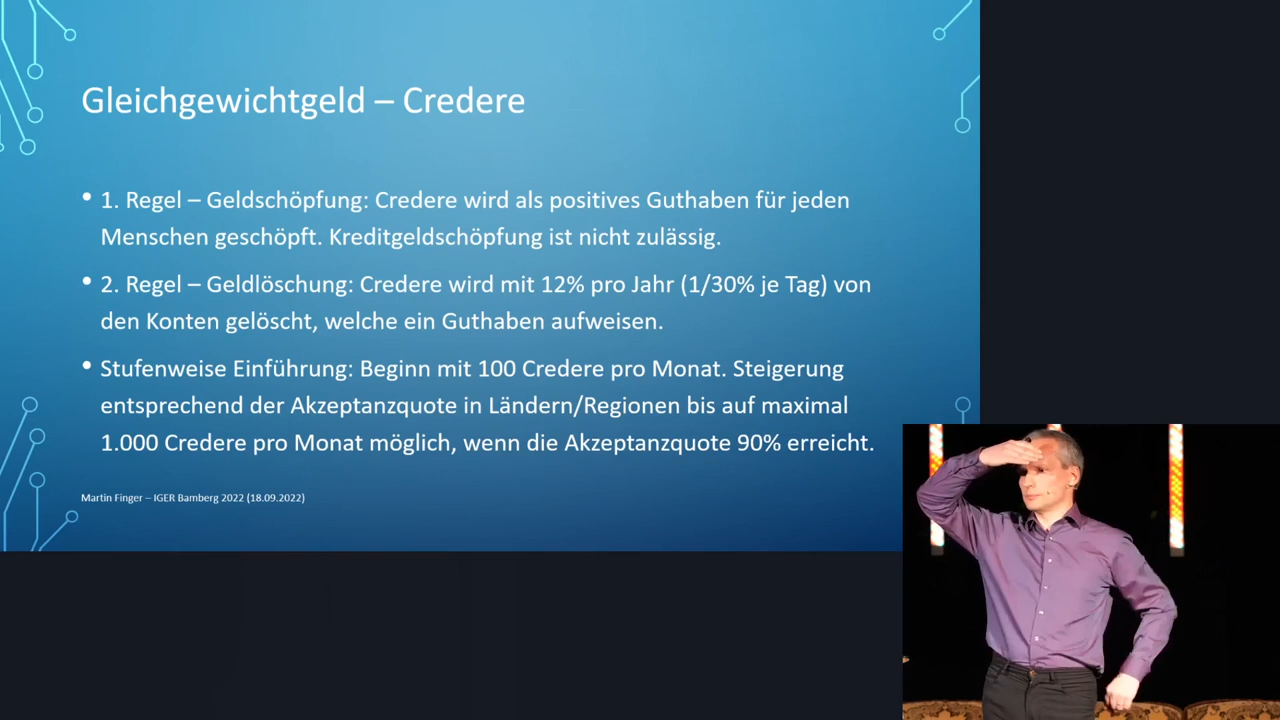 Gleichgewichtgeld – Credere
• 1. Regel – Geldschöpfung: Credere wird als positives Guthaben für jeden
Menschen geschöpft. Kreditgeldschöpfung ist nicht zulässig.
• 2. Regel – Geldlöschung: Credere wird mit 12% pro Jahr (1/30% je Tag) von
den Konten gelöscht, welche ein Guthaben aufweisen.
• Stufenweise Einführung: Beginn mit 100 Credere pro Monat. Steigerung
entsprechend der Akzeptanzquote in Ländern/Regionen bis auf maximal
1.000 Credere pro Monat möglich, wenn die Akzeptanzquote 90% erreicht.
Martin Finger – IGER Bamberg 2022 (18.09.2022)